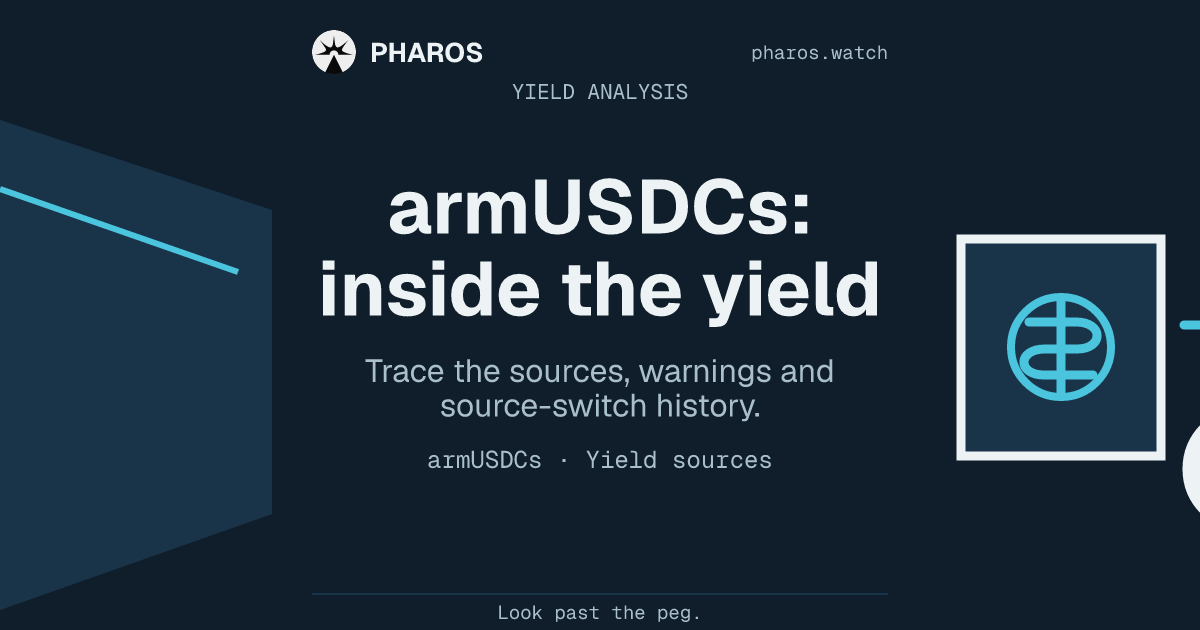 PHAROS
pharos.watch
YIELD ANALYSIS
armUSDCs:
inside the yield
Trace the sources, warnings and
source-switch history.
armUSDCs · Yield sources
Look past the peg.